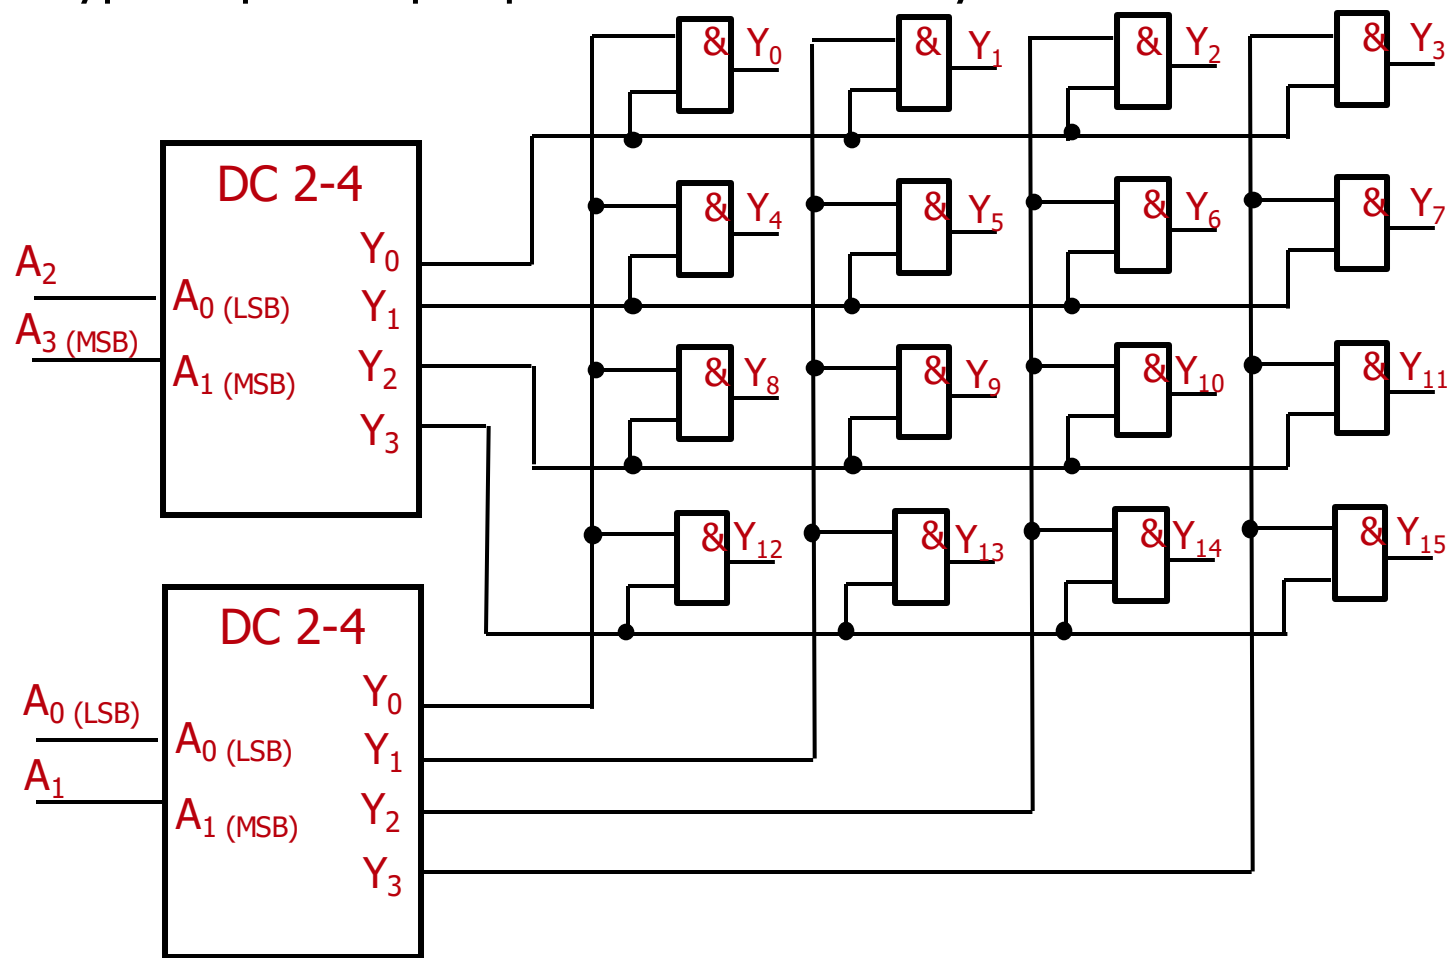 & Y0 & Y1 & Y2 & Y3
DC 2-4
& Y4 & Y5 & Y6 & Y7
Y0
A2
A0 (LSB) Y1
A3 (MSB)
A1 (MSB) Y2
& Y8 & Y9 & Y10 & Y11
Y3
& Y12 & Y13 & Y14 & Y15
DC 2-4
Y0
A0 (LSB)
A0 (LSB) Y1
A1
A1 (MSB) Y2
Y3